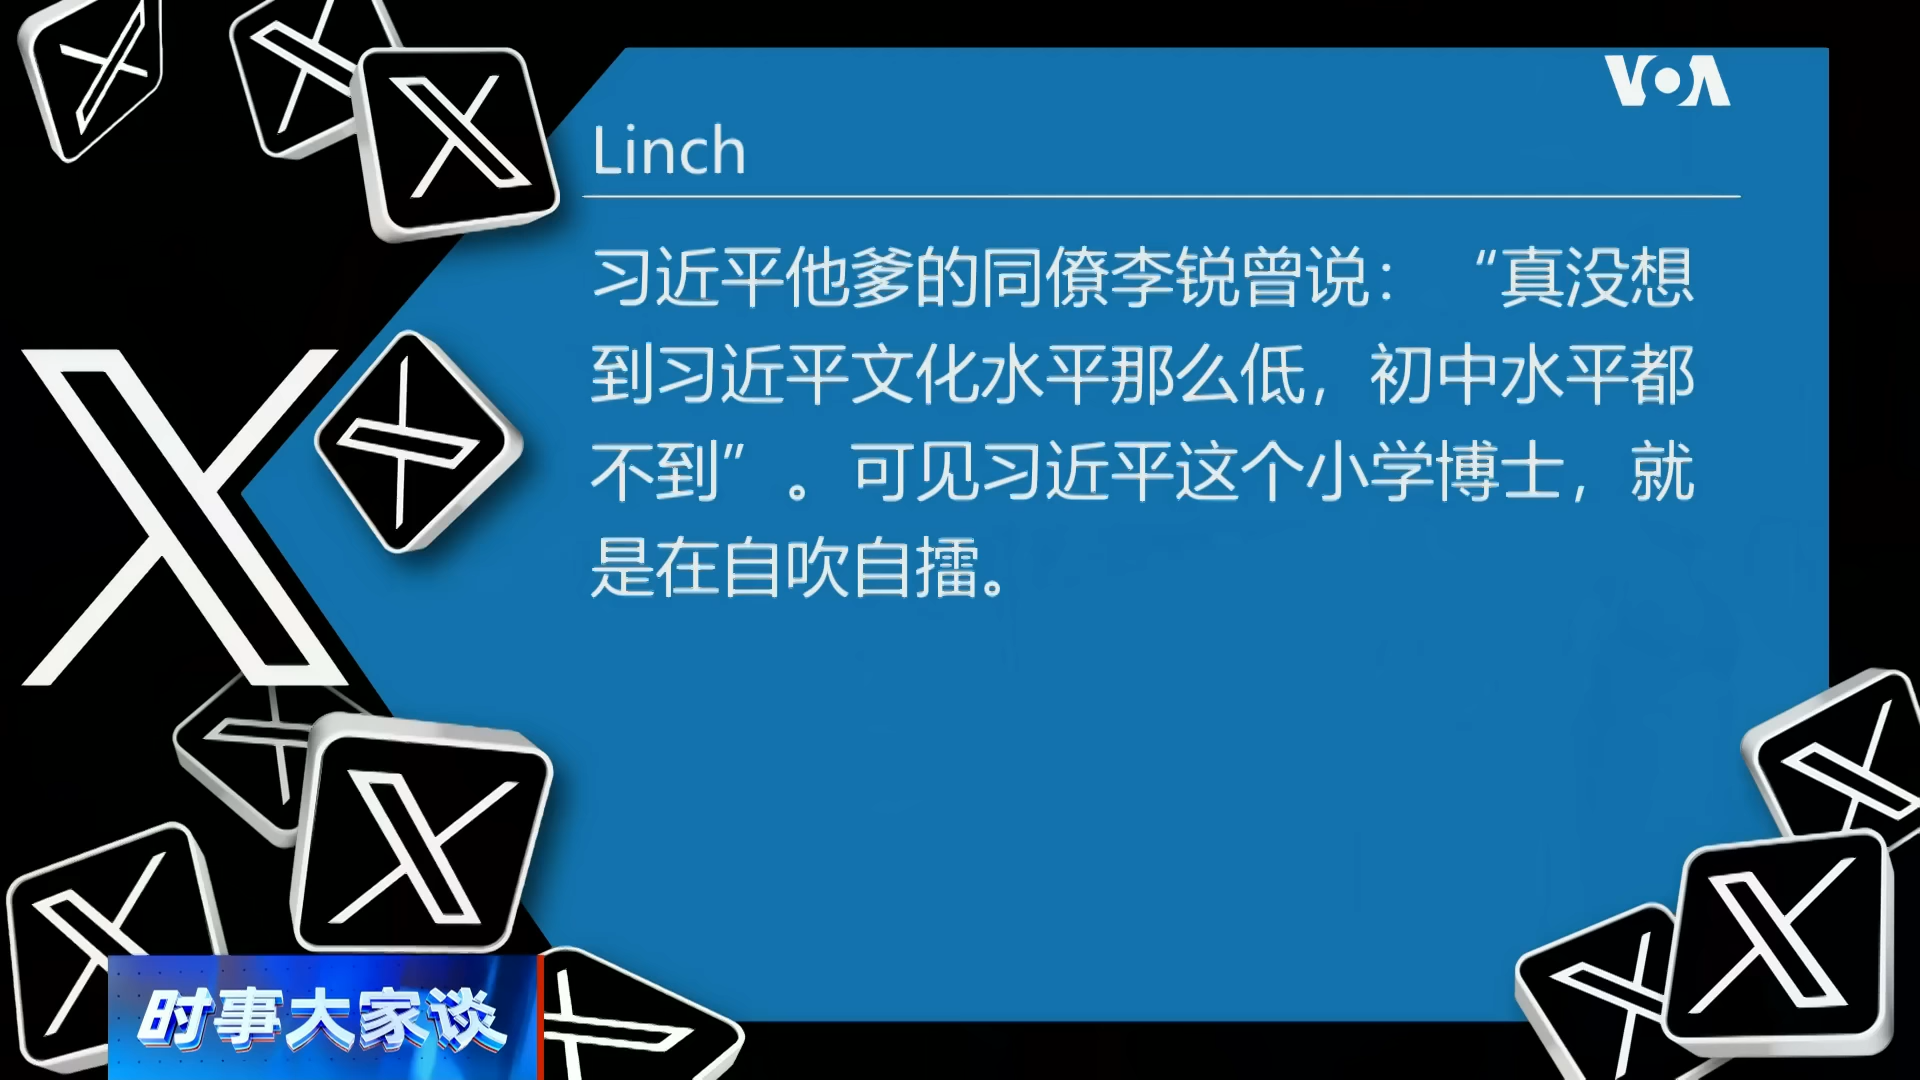 VOA
Linch
习近平他爹的同僚李锐曾说：“真没想
到习近平文化水平那么低，初中水平都
不到”。可见习近平这个小学博士，就
是在自吹自擂。
时事大家谈